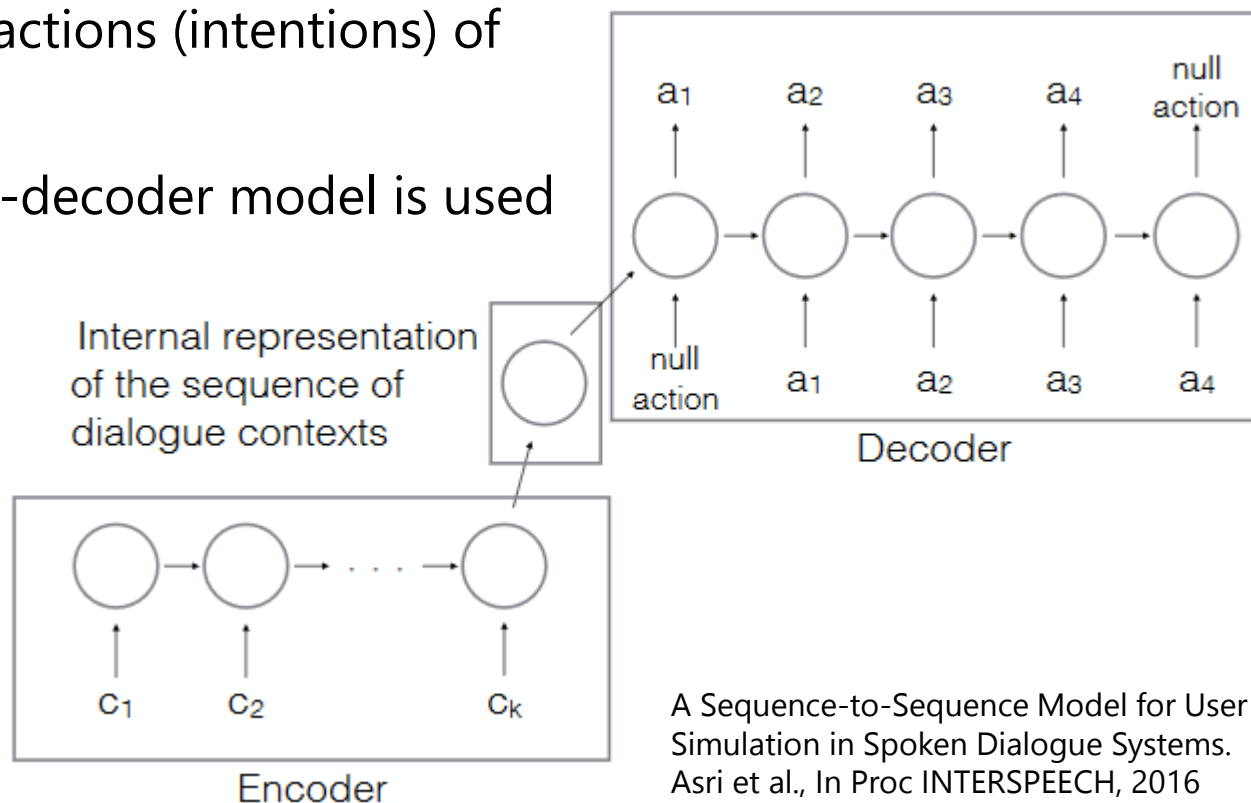 actions (intentions) of
-decoder model is used
a1 a2 a3 a4 null
action
null
action a1 a2 a3 a4
Decoder
Internal representation
of the sequence of
dialogue contexts
. . .
c1 c2 ck
Encoder
A Sequence-to-Sequence Model for User
Simulation in Spoken Dialogue Systems.
Asri et al., In Proc INTERSPEECH, 2016